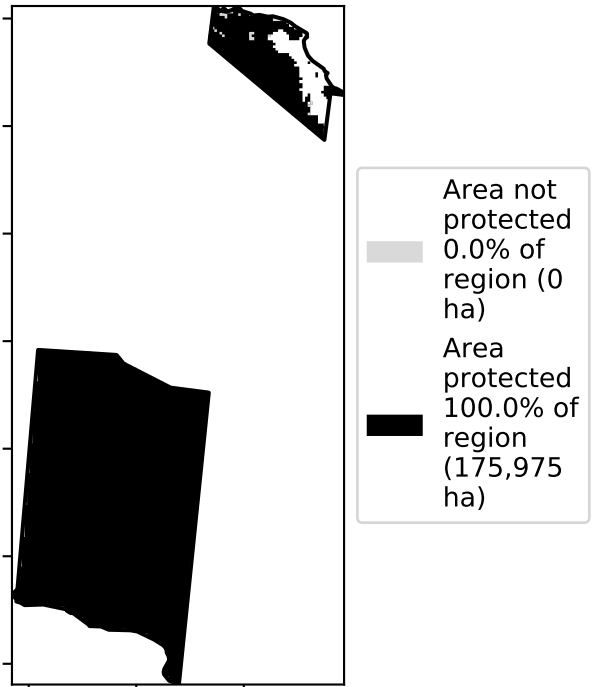 Area not
protected
0.0% of
region (0
ha)
Area
protected
100.0% of
region
(175,975
ha)